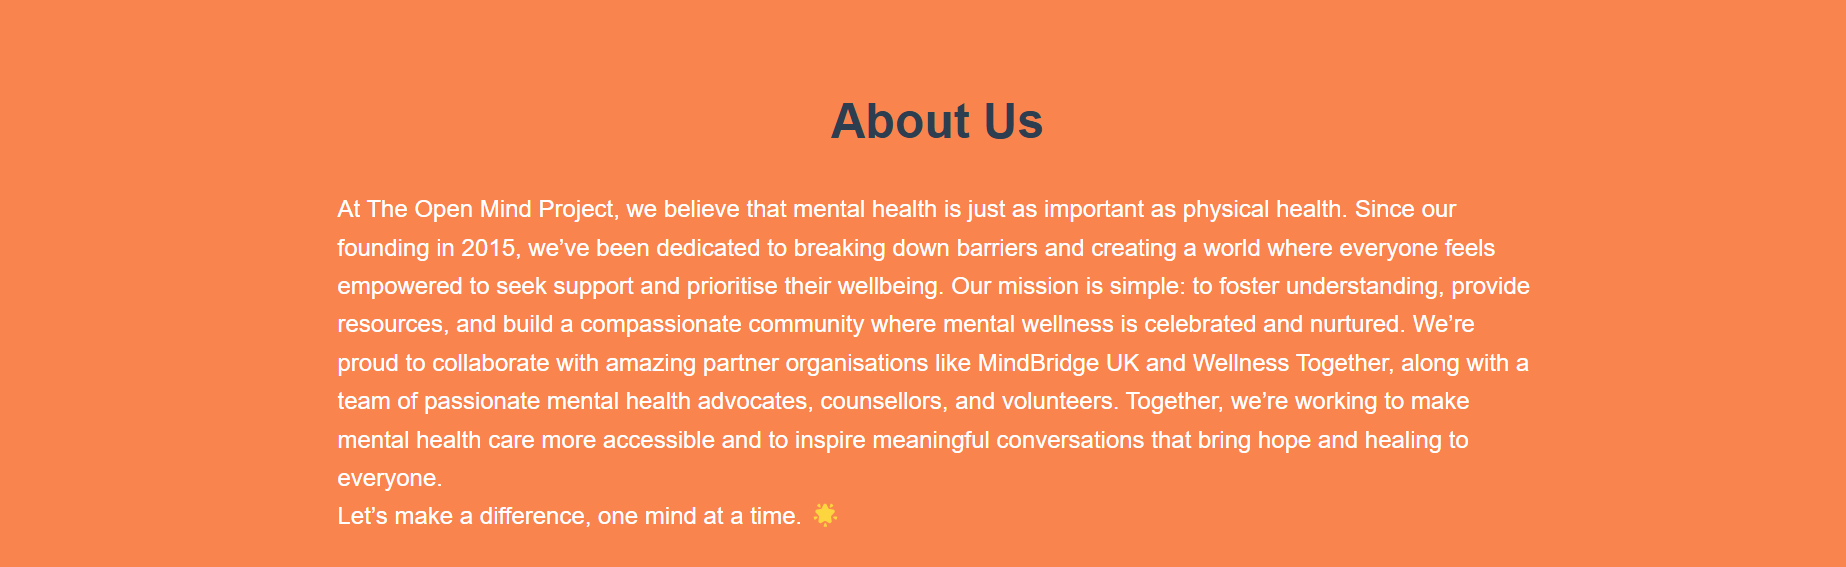 About Us
At The Open Mind Project, we believe that mental health is just as important as physical health. Since our
founding in 2015, we’ve been dedicated to breaking down barriers and creating a world where everyone feels
empowered to seek support and prioritise their wellbeing. Our mission is simple: to foster understanding, provide
resources, and build a compassionate community where mental wellness is celebrated and nurtured. We’re
proud to collaborate with amazing partner organisations like MindBridge UK and Wellness Together, along with a
team of passionate mental health advocates, counsellors, and volunteers. Together, we’re working to make
mental health care more accessible and to inspire meaningful conversations that bring hope and healing to
everyone.
Let’s make a difference, one mind at a time. 🌟